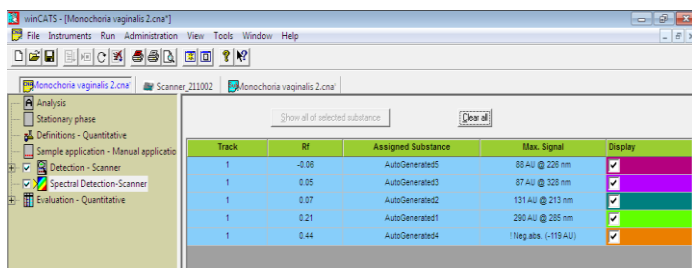 winCATS - [Monochoria vaginalis 2.cna*]
File Instruments Run Administration View Tools Window Help
Monochoria vaginalis 2.cna* Scanner_211002 Monochoria vaginalis 2.cna*
Analysis
Stationary phase
Definitions - Quantitative
Sample application - Manual applicatio
Detection - Scanner
Spectral Detection-Scanner
Evaluation - Quantitative
Show all of selected substance Clear all
Track Rf Assigned Substance Max. Signal Display
1 -0.06 AutoGenerated5 88 AU @ 226 nm
1 0.05 AutoGenerated3 87 AU @ 328 nm
1 0.07 AutoGenerated2 131 AU @ 213 nm
1 0.21 AutoGenerated1 290 AU @ 285 nm
1 0.44 AutoGenerated4 ! Neg.abs. (-119 AU)